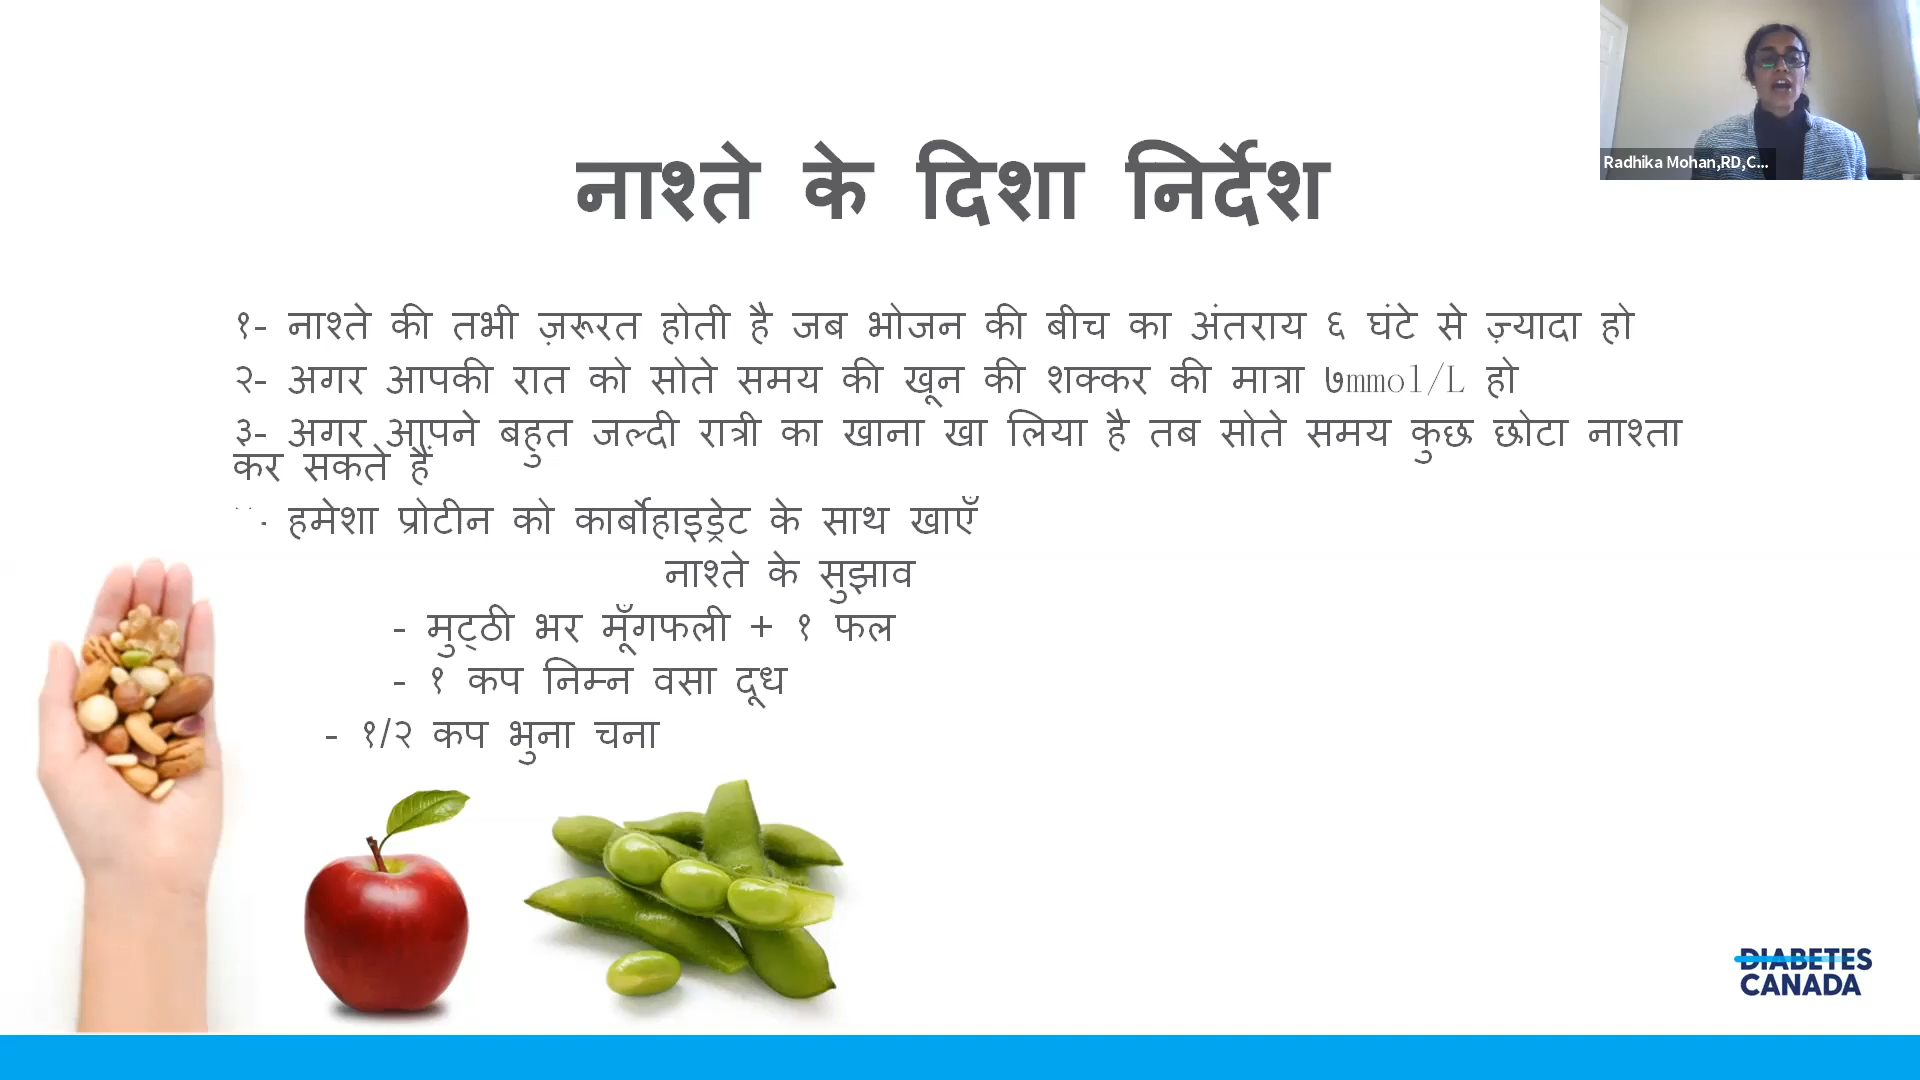 Radhika Mohan,RD,C...
नाश्ते के दिशा निर्देश
१- नाश्ते की तभी ज़रूरत होती है जब भोजन की बीच का अंतराय ६ घंटे से ज़्यादा हो
२- अगर आपकी रात को सोते समय की खून की शक्कर की मात्रा ७mmol/L हो
३- अगर आपने बहुत जल्दी रात्री का खाना खा लिया है तब सोते समय कुछ छोटा नाश्ता
कर सकते हैं
हमेशा प्रोटीन को कार्बोहाइड्रेट के साथ खाएँ
नाश्ते के सुझाव
- मुट्ठी भर मूँगफली + १ फल
- १ कप निम्न वसा दूध
- १/२ कप भुना चना
DIABETES
CANADA